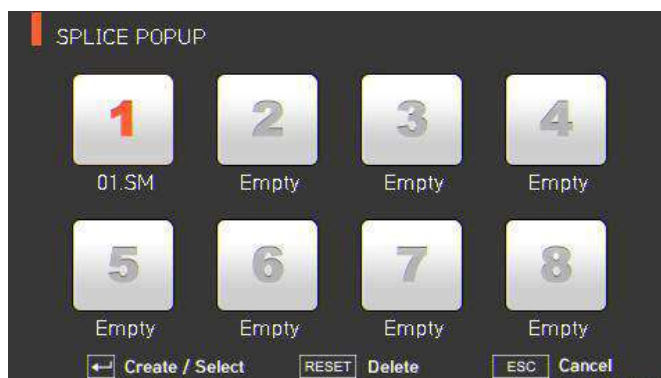 SPLICE POPUP
1 2 3 4
01.SM Empty Empty Empty
5 6 7 8
Empty Empty Empty Empty
Create / Select RESET Delete ESC Cancel